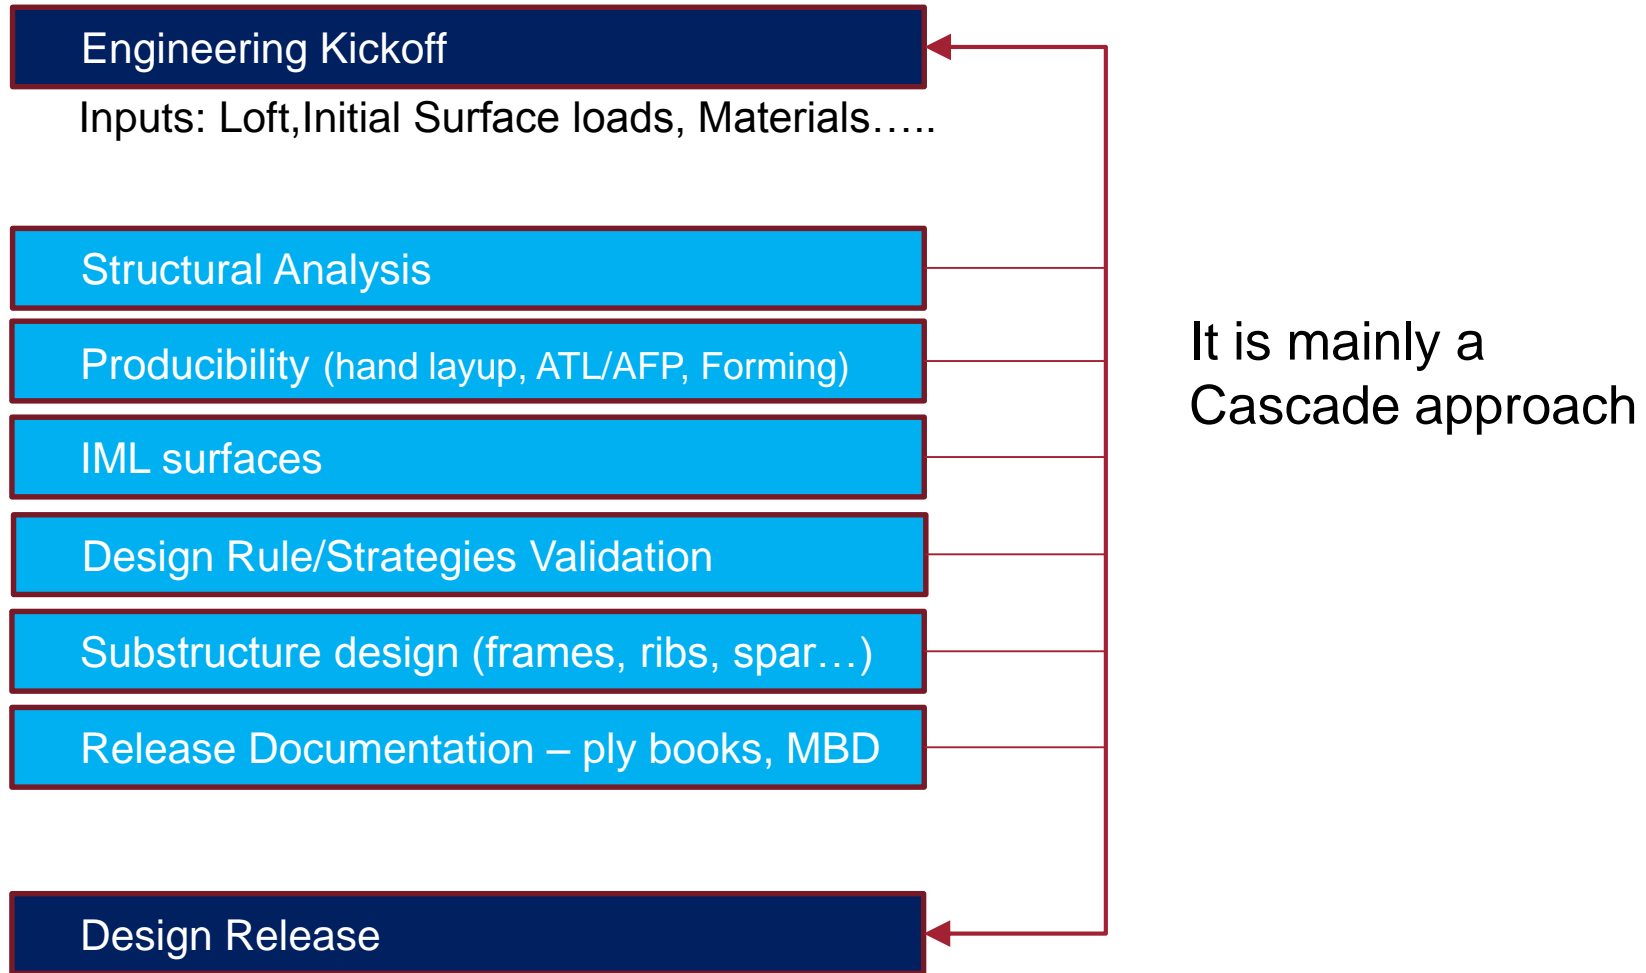 Engineering Kickoff
Inputs: Loft,Initial Surface loads, Materials…..
Structural Analysis
Producibility (hand layup, ATL/AFP, Forming)
IML surfaces
Design Rule/Strategies Validation
Substructure design (frames, ribs, spar…)
Release Documentation – ply books, MBD
Design Release
It is mainly a
Cascade approach